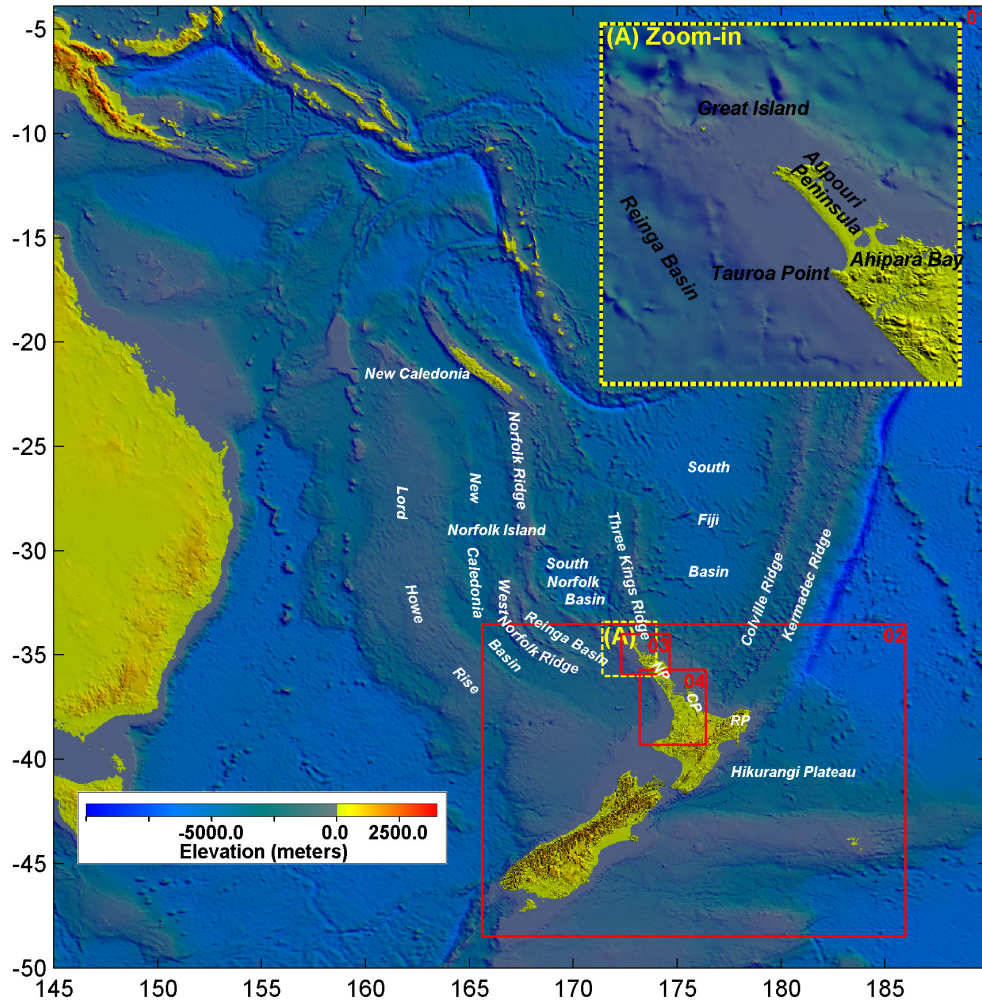 -5
-10
-15
-20
-25
-30
-35
-40
-45
-50
145
150
155
160
165
170
175
180
185
(A) Zoom-in
Great Island
Aupouri
Peninsula
Reinga Basin
Tauroa Point
Ahipara Bay
New Caledonia
Norfolk Ridge
Lord
Howe
Rise
New
Caledonia
Basin
Norfolk Island
South
Norfolk
Basin
West Norfolk Ridge
Reinga Basin
Three Kings Ridge
South
Fiji
Basin
Colville Ridge
Kermadec Ridge
(A)
02
03
04
NP
CP
RP
Hikurangi Plateau
-5000.0
0.0
2500.0
Elevation (meters)